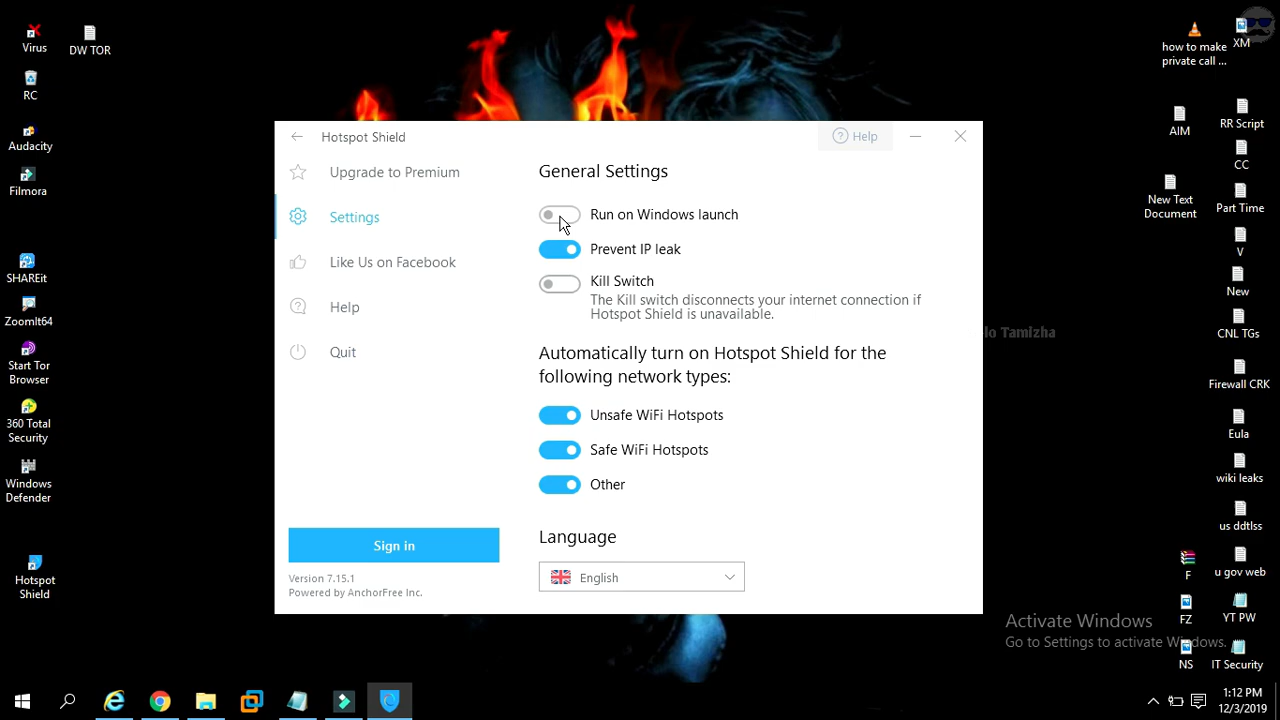 Virus
DW TOR
RC
Audacity
Filmora
SHAREit
ZoomIt64
Start Tor
Browser
360 Total
Security
Windows
Defender
Hotspot
Shield
Hotspot Shield
Help
Upgrade to Premium
Settings
Like Us on Facebook
Help
Quit
Sign in
Version 7.15.1
Powered by AnchorFree Inc.
General Settings
Run on Windows launch
Prevent IP leak
Kill Switch
The Kill switch disconnects your internet connection if
Hotspot Shield is unavailable.
Automatically turn on Hotspot Shield for the
following network types:
Unsafe WiFi Hotspots
Safe WiFi Hotspots
Other
Language
English
lo Tamizha
how to make
private call ...
XM
AIM
RR Script
CC
New Text
Document
Part Time
V
New
CNL TGs
Firewall CRK
Eula
wiki leaks
us ddtlss
F
u gov web
FZ
YT PW
NS
IT Security
Activate Windows
Go to Settings to activate Windows.
1:12 PM
12/3/2019